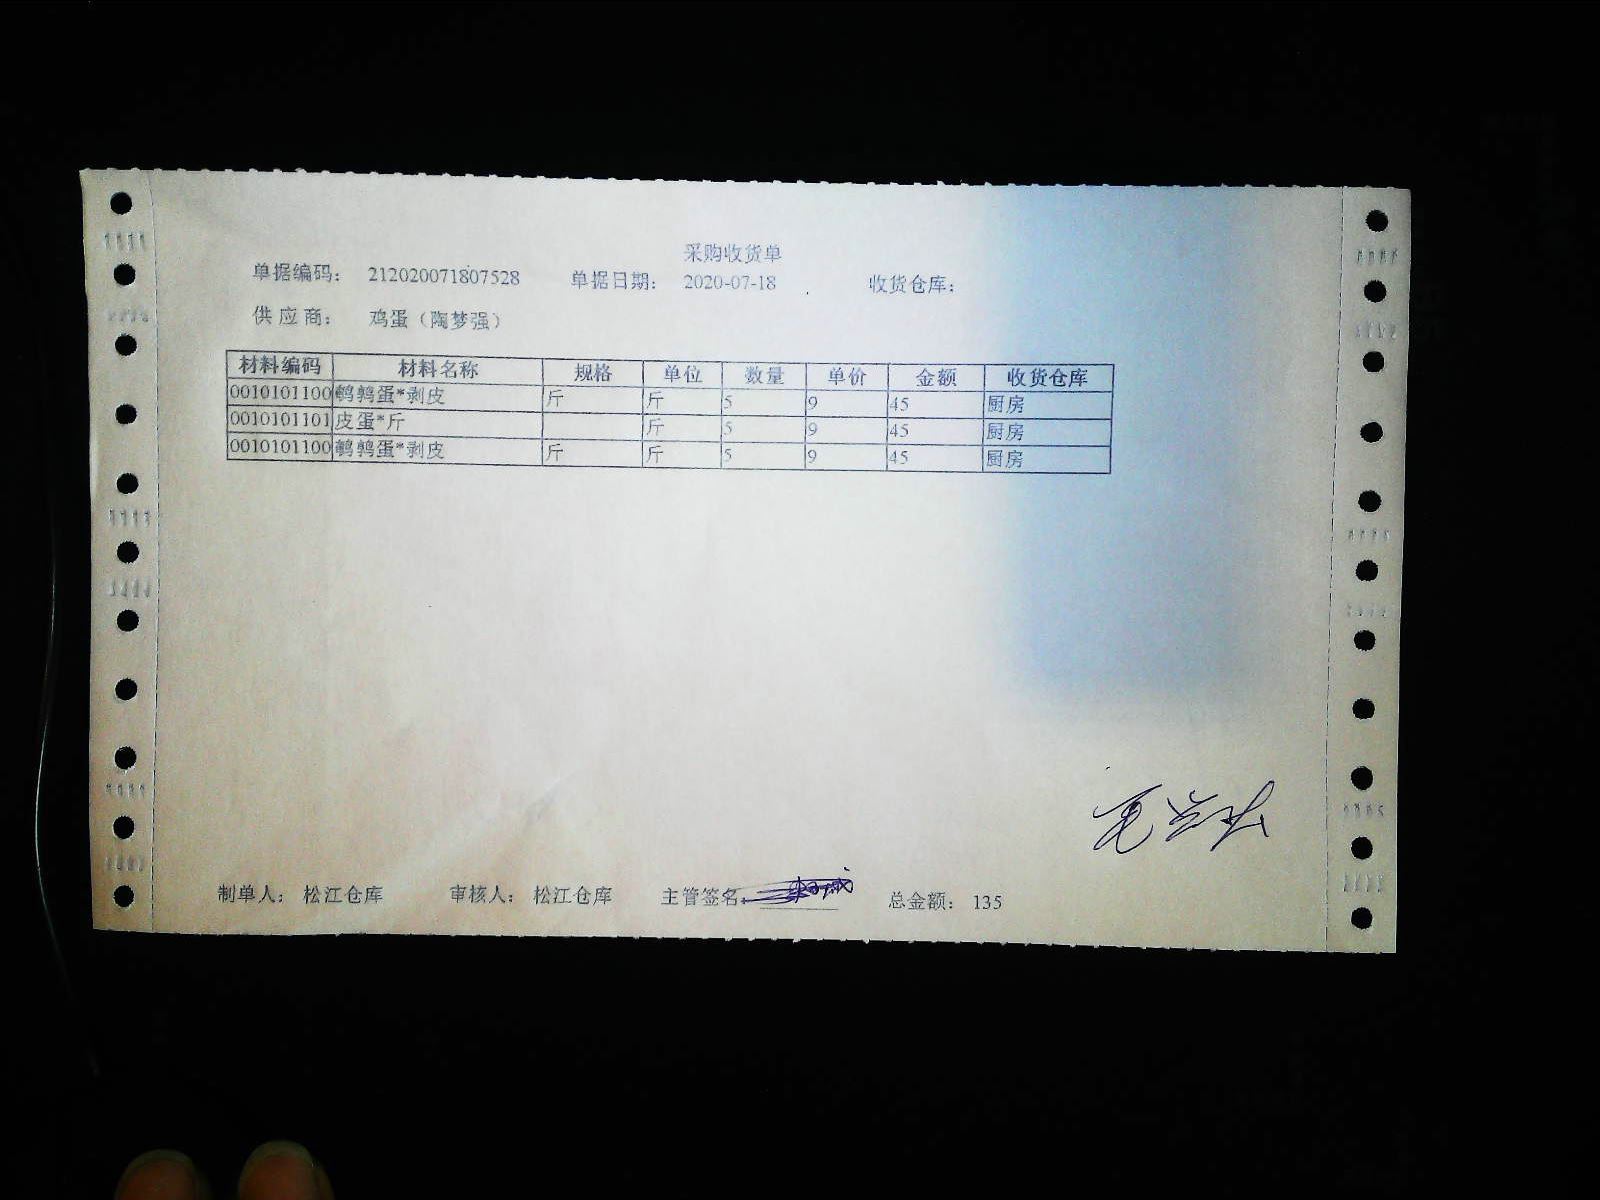 采购收货单
单据编码： 212020071807528 单据日期： 2020-07-18 收货仓库：
供 应 商： 鸡蛋（陶梦强）
材料编码 材料名称 规格 单位 数量 单价 金额 收货仓库
0010101100 鹌鹑蛋*剥皮 斤 斤 5 9 45 厨房
0010101101 皮蛋*斤 斤 5 9 45 厨房
0010101100 鹌鹑蛋*剥皮 斤 斤 5 9 45 厨房
制单人： 松江仓库 审核人： 松江仓库 主管签名： 总金额： 135